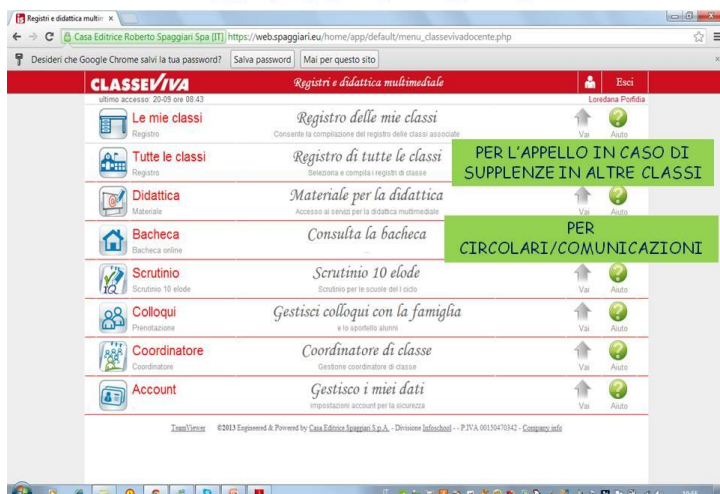 Registri e didattica multim ×
Casa Editrice Roberto Spaggiari Spa [IT] https://web.spaggiari.eu/home/app/default/menu_classevivadocente.php
Desideri che Google Chrome salvi la tua password? Salva password Mai per questo sito
CLASSEVIVA Registri e didattica multimediale Esci
ultimo accesso: 20-09 ore 08:43 Loredana Porfidia
Le mie classi Registro delle mie classi
Registro Consente la compilazione del registro delle classi associate Vai Aiuto
Tutte le classi Registro di tutte le classi
Registro Seleziona e compila i registri di classe
PER L'APPELLO IN CASO DI
SUPPLENZE IN ALTRE CLASSI
Didattica Materiale per la didattica
Materiale Accesso ai servizi per la didattica multimediale Vai Aiuto
Bacheca Consulta la bacheca
Bacheca online
PER
CIRCOLARI/COMUNICAZIONI
Scrutinio Scrutinio 10 elode
Scrutinio 10 elode Scrutinio per le scuole del I ciclo Vai Aiuto
Colloqui Gestisci colloqui con la famiglia
Prenotazione e lo sportello alunni Vai Aiuto
Coordinatore Coordinatore di classe
Coordinatore Gestione coordinatore di classe Vai Aiuto
Account Gestisco i miei dati
impostazioni account per la sicurezza Vai Aiuto
TeamViewer ©2013 Engineered & Powered by Casa Editrice Spaggiari S.p.A. - Divisione Infoschool - - P.IVA 00150470342 - Company info